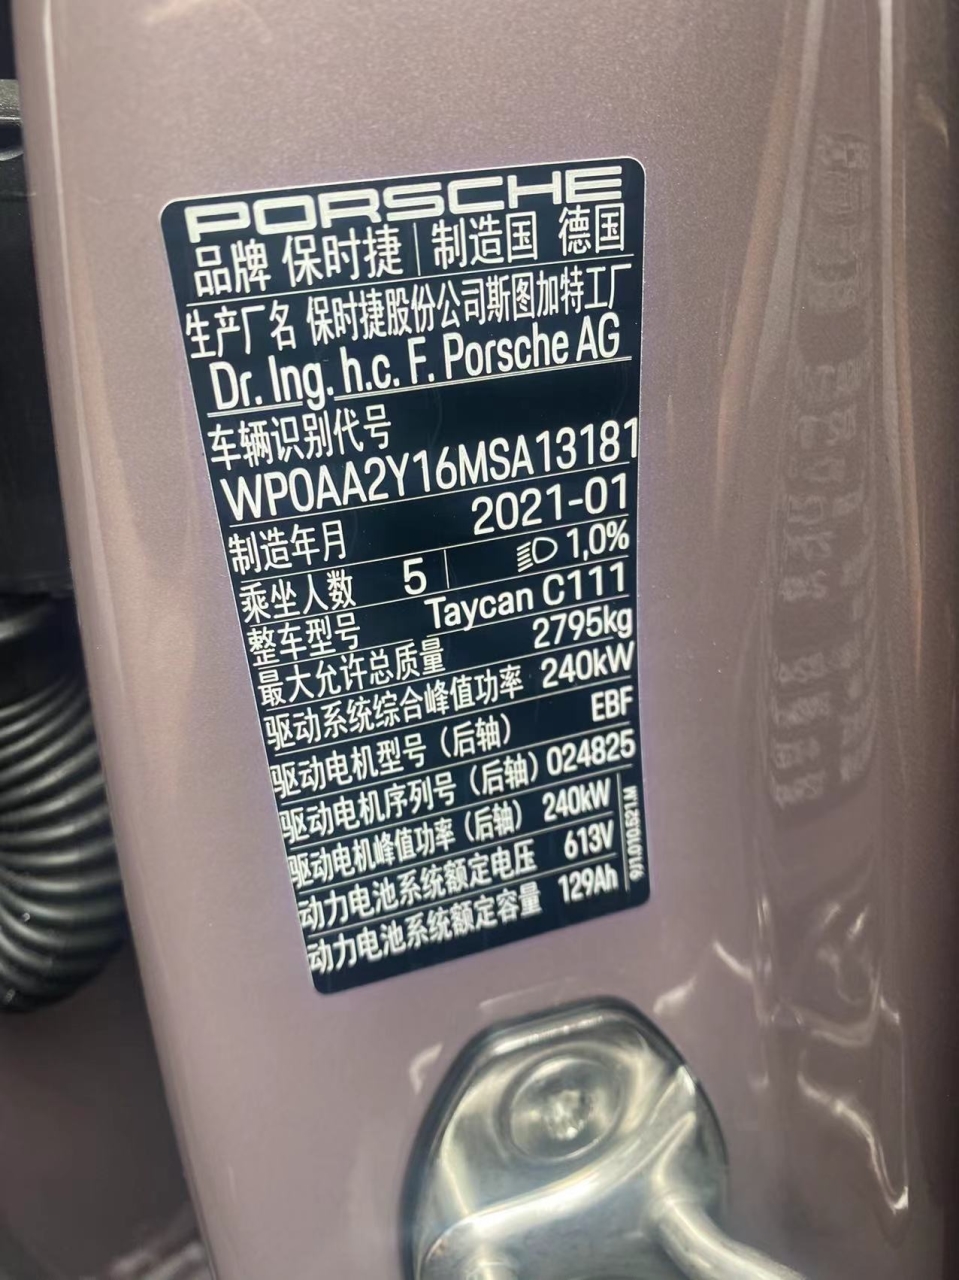 PORSCHE
品牌 保时捷 制造国 德国
生产厂名 保时捷股份公司斯图加特工厂
Dr. Ing. h.c. F. Porsche AG
车辆识别代号
WP0AA2Y16MSA13181
制造年月 2021-01
乘坐人数 5 1,0%
整车型号 Taycan C111
最大允许总质量 2795kg
驱动系统综合峰值功率 240kW
驱动电机型号（后轴） EBF
驱动电机序列号（后轴） 024825
驱动电机峰值功率（后轴） 240kW
动力电池系统额定电压 613V
动力电池系统额定容量 129Ah
9J1.010.521.M